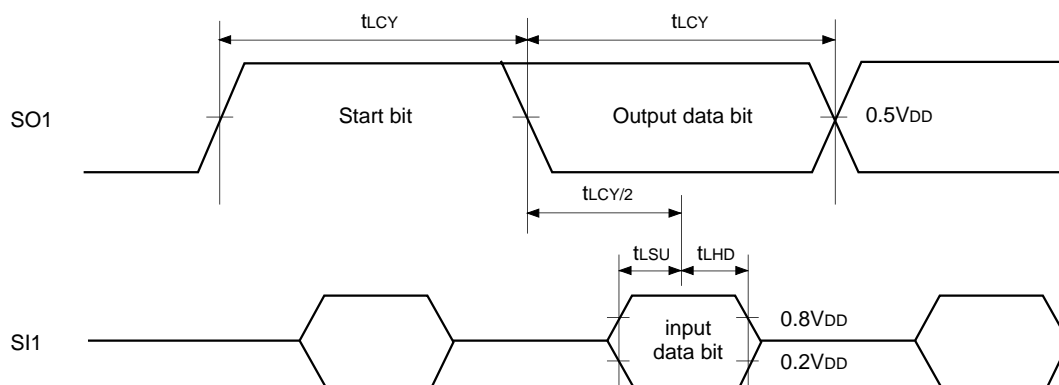 tLCY tLCY
SO1 Start bit Output data bit 0.5VDD
tLCY/2
tLSU tLHD
SI1 input data bit 0.8VDD
0.2VDD